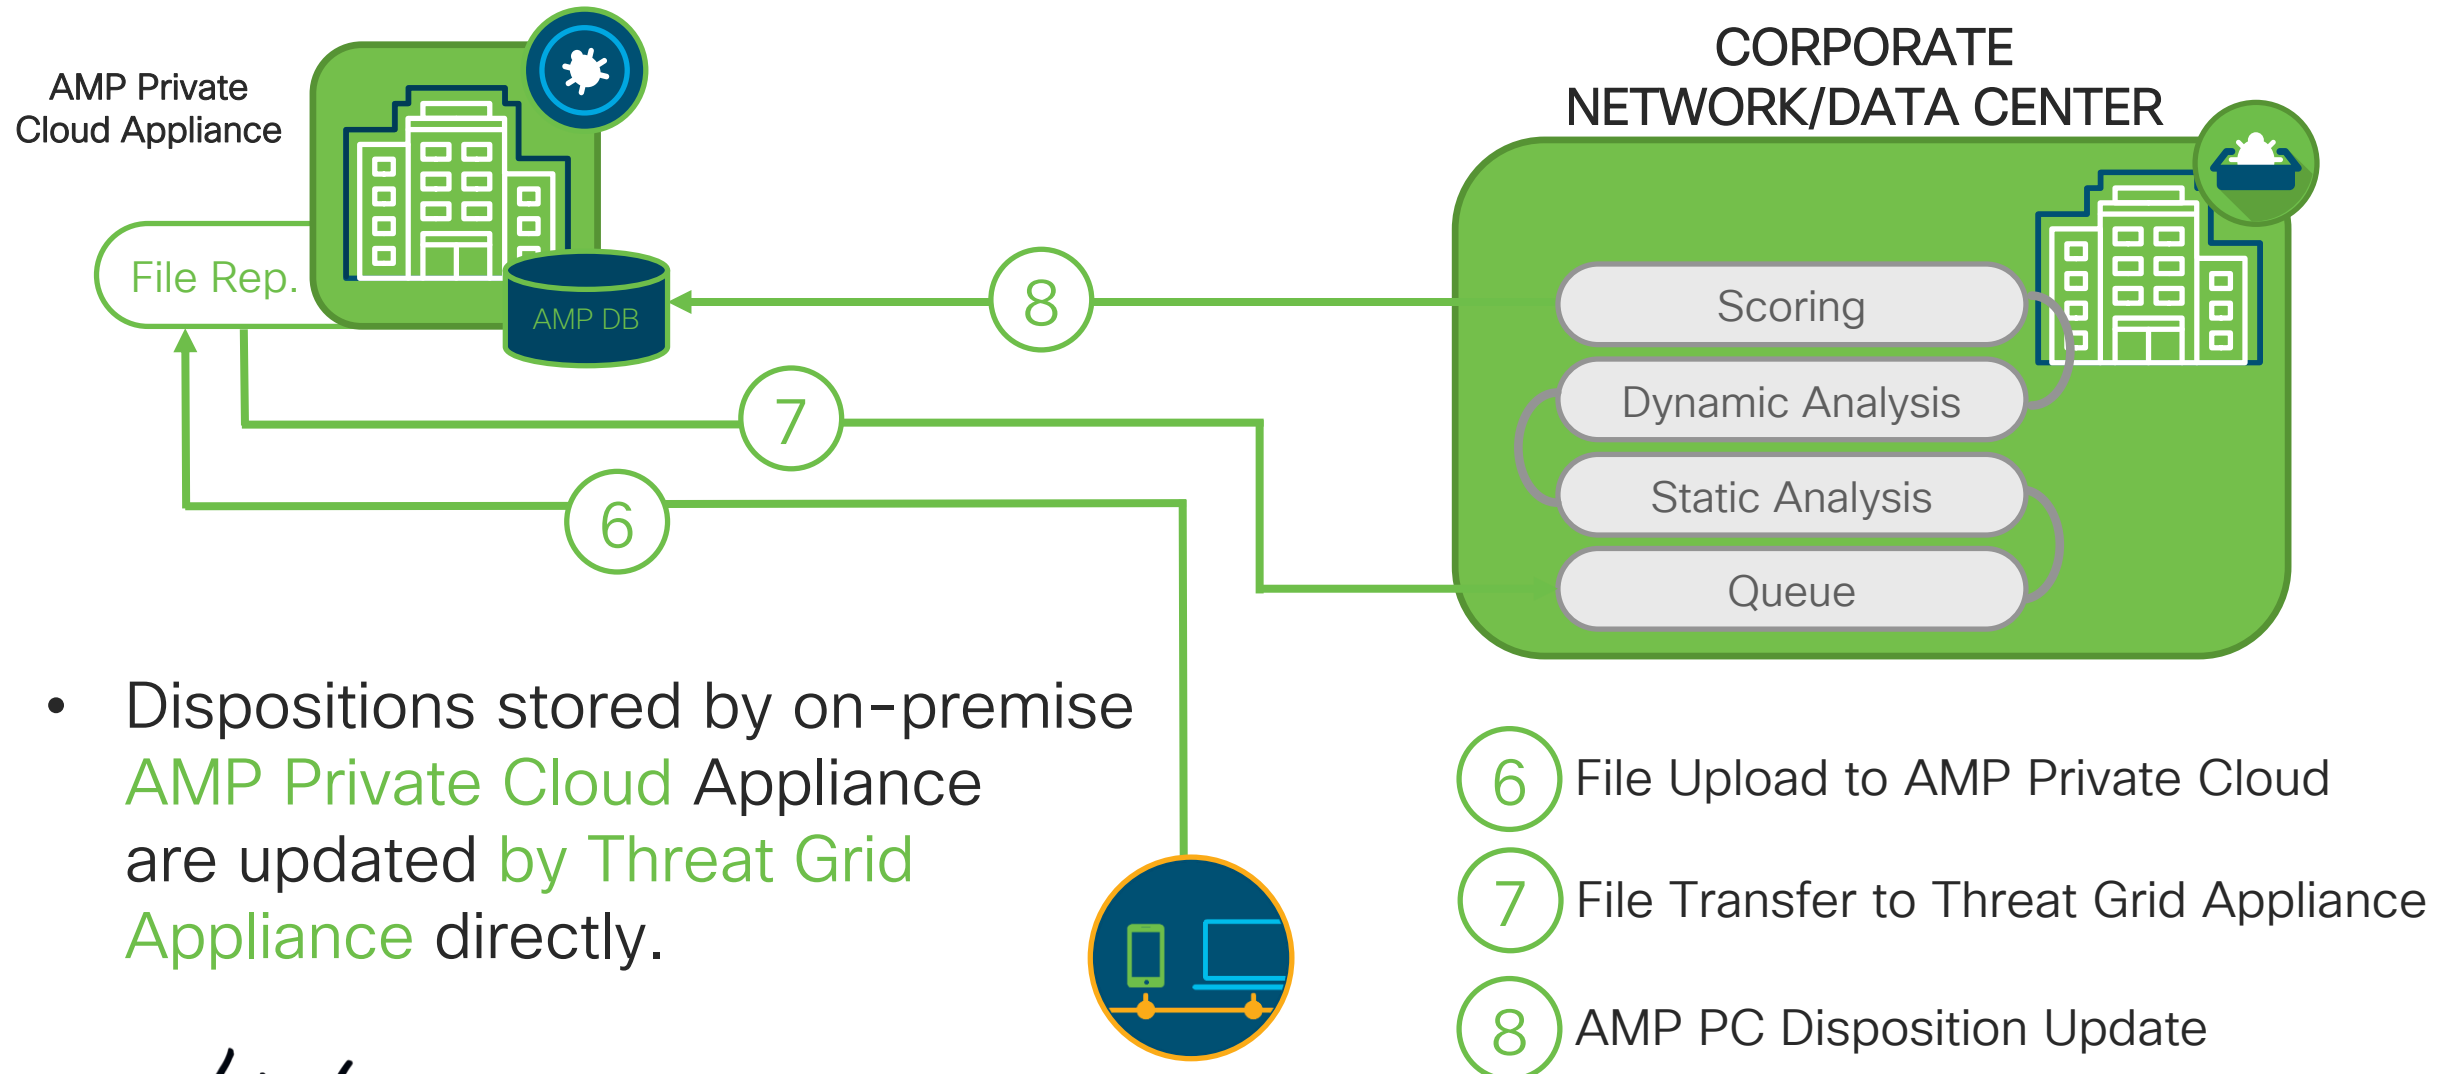 AMP Private
Cloud Appliance
CORPORATE
NETWORK/DATA CENTER
File Rep.
AMP DB
8
7
6
Scoring
Dynamic Analysis
Static Analysis
Queue
• Dispositions stored by on-premise
AMP Private Cloud Appliance
are updated by Threat Grid
Appliance directly.
6 File Upload to AMP Private Cloud
7 File Transfer to Threat Grid Appliance
8 AMP PC Disposition Update